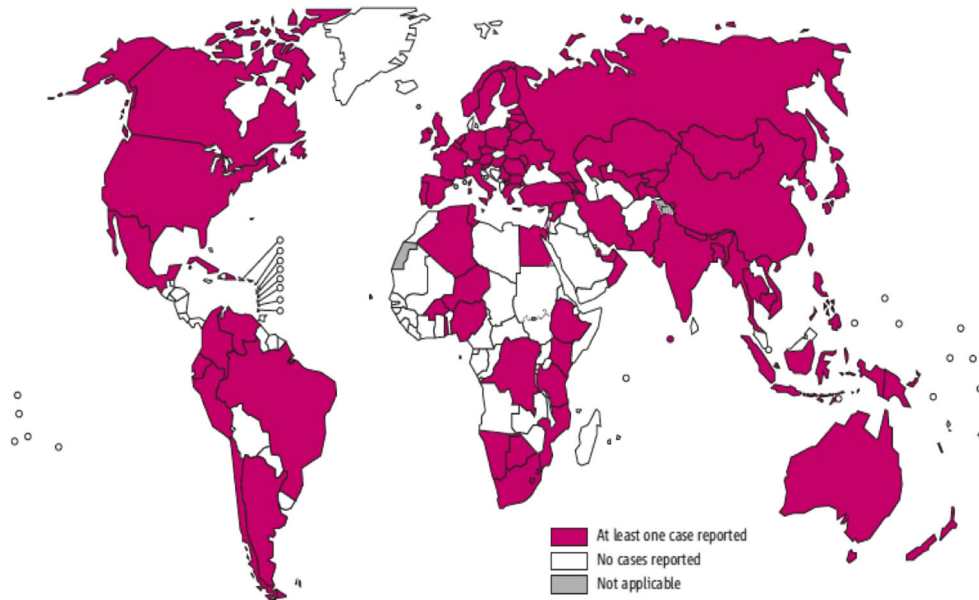 At least one case reported
No cases reported
Not applicable